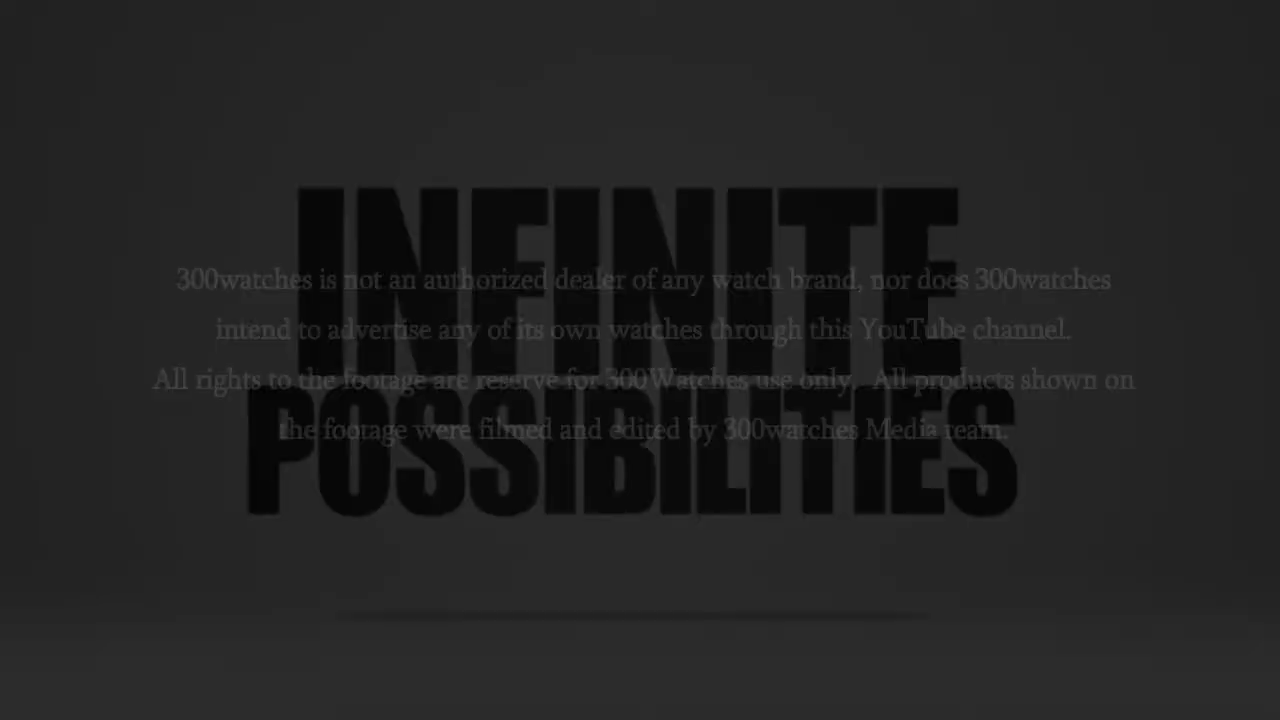 INFINITE
POSSIBILITIES
300watches is not an authorized dealer of any watch brand, nor does 300watches
intend to advertise any of its own watches through this YouTube channel.
All rights to the footage are reserve for 300Watches use only. All products shown on
the footage were filmed and edited by 300watches Media team.